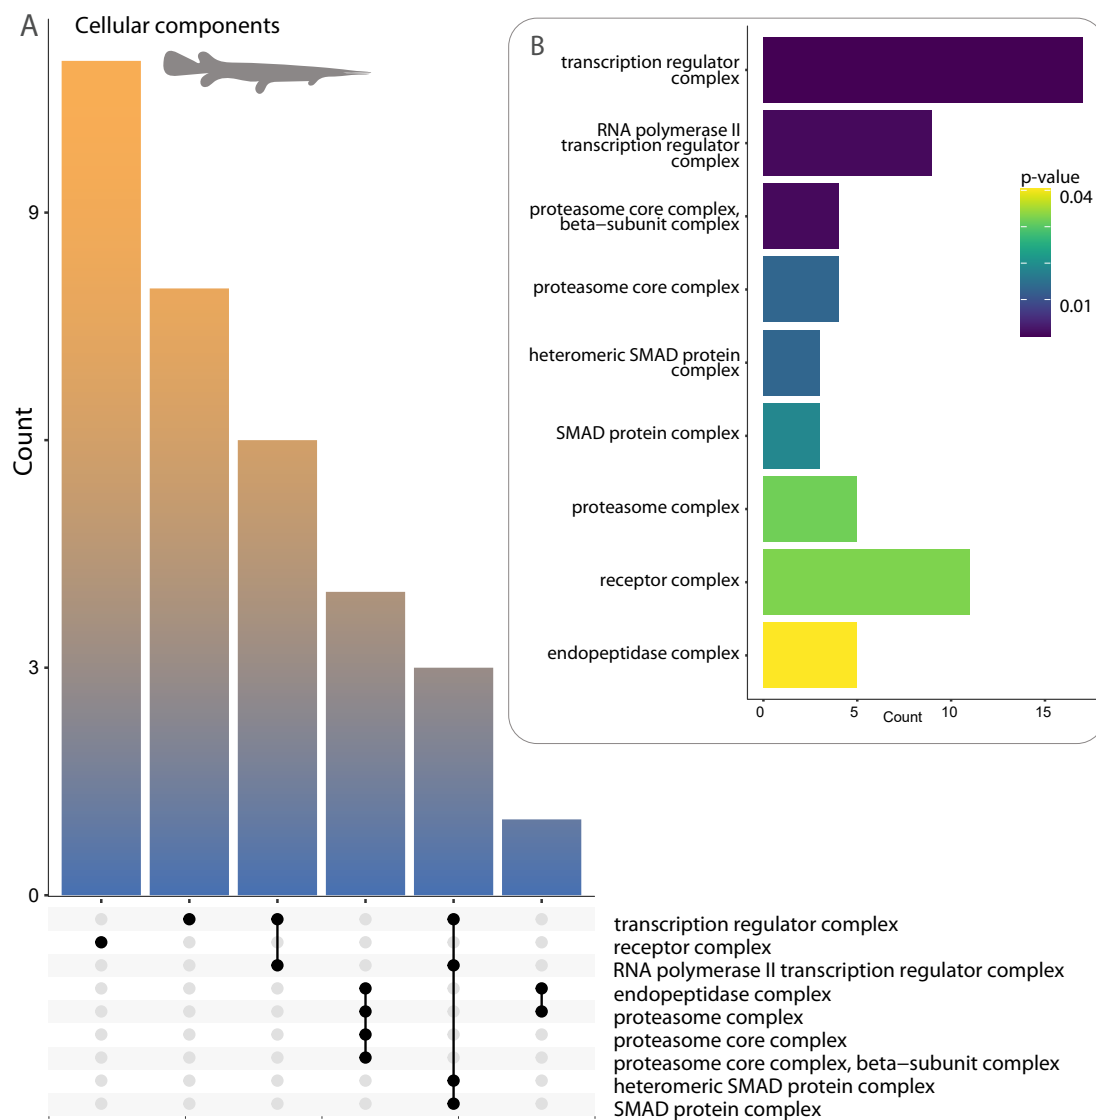 A
Cellular components
Count
9
3
0
transcription regulator complex
receptor complex
RNA polymerase II transcription regulator complex
endopeptidase complex
proteasome complex
proteasome core complex
proteasome core complex, beta−subunit complex
heteromeric SMAD protein complex
SMAD protein complex
B
transcription regulator
complex
RNA polymerase II
transcription regulator
complex
proteasome core complex,
beta−subunit complex
proteasome core complex
heteromeric SMAD protein
complex
SMAD protein complex
proteasome complex
receptor complex
endopeptidase complex
0
5
10
15
Count
p-value
0.04
0.01